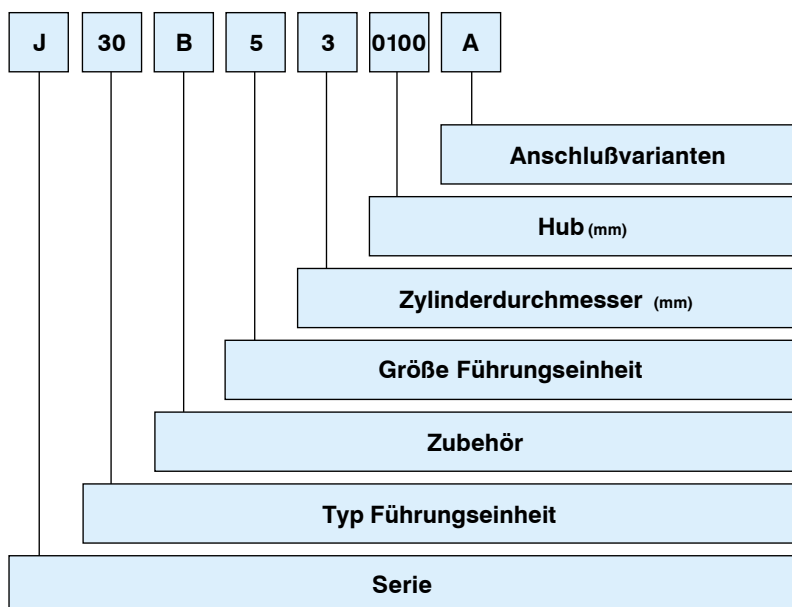 J 30 B 5 3 0100 A
Anschlußvarianten
Hub (mm)
Zylinderdurchmesser (mm)
Größe Führungseinheit
Zubehör
Typ Führungseinheit
Serie